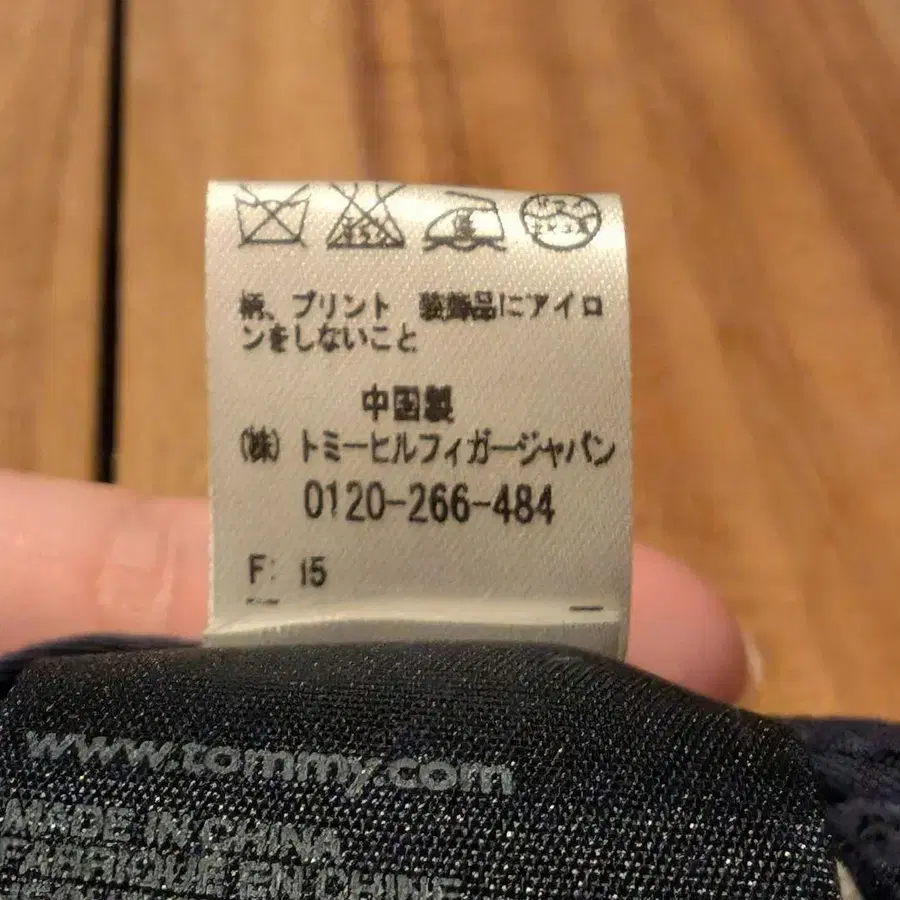 柄、プリント 装飾品にアイロ
ンをしないこと
中国製
(株) トミーヒルフィガージャパン
0120-266-484
F: 15
www.tommy.com
MADE IN CHINA
FABRIQUE EN CHINE